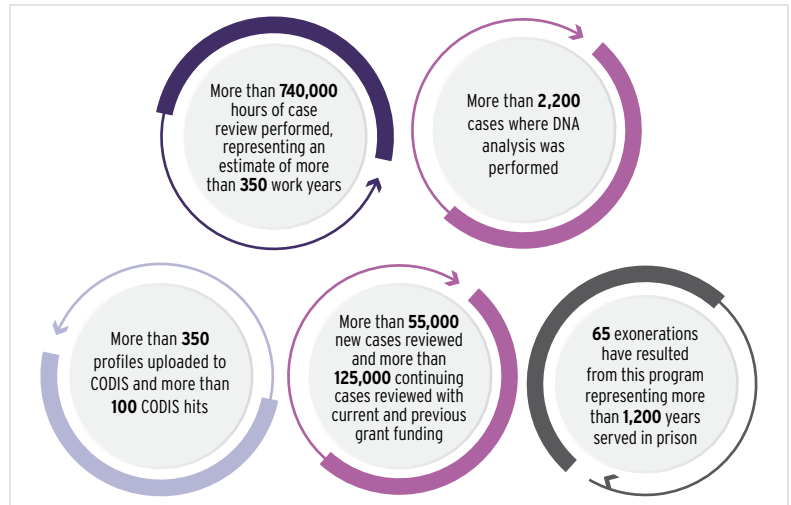 More than 740,000
hours of case
review performed,
representing an
estimate of more
than 350 work years
More than 2,200
cases where DNA
analysis was
performed
More than 350
profiles uploaded to
CODIS and more than
100 CODIS hits
More than 55,000
new cases reviewed
and more than
125,000 continuing
cases reviewed with
current and previous
grant funding
65 exonerations
have resulted
from this program
representing more
than 1,200 years
served in prison